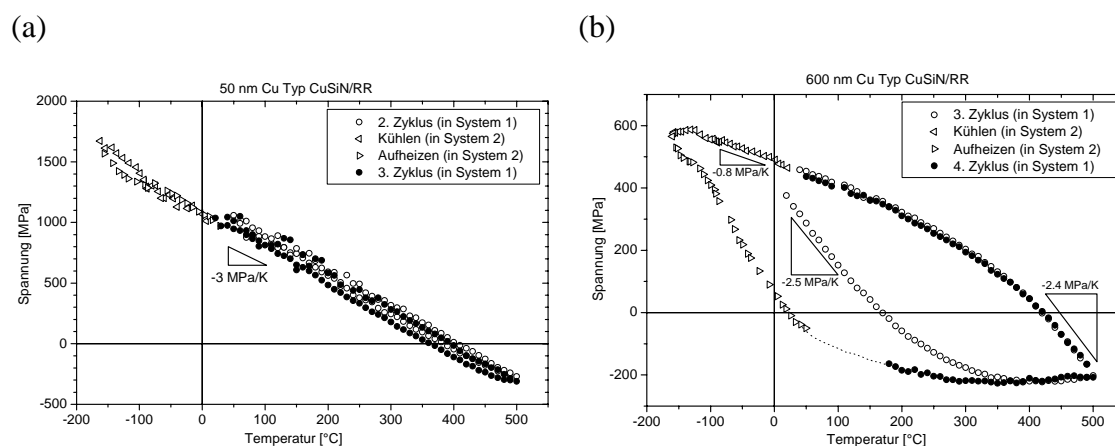 (a)
50 nm Cu Typ CuSiN/RR
2000
1500
1000
500
0
-500
Spannung [MPa]
2. Zyklus (in System 1)
Kühlen (in System 2)
Aufheizen (in System 2)
3. Zyklus (in System 1)
-3 MPa/K
-200 -100 0 100 200 300 400 500
Temperatur [°C]
(b)
600 nm Cu Typ CuSiN/RR
600
400
200
0
-200
Spannung [MPa]
3. Zyklus (in System 1)
Kühlen (in System 2)
Aufheizen (in System 2)
4. Zyklus (in System 1)
-0.8 MPa/K
-2.5 MPa/K
-2.4 MPa/K
-200 -100 0 100 200 300 400 500
Temperatur [°C]